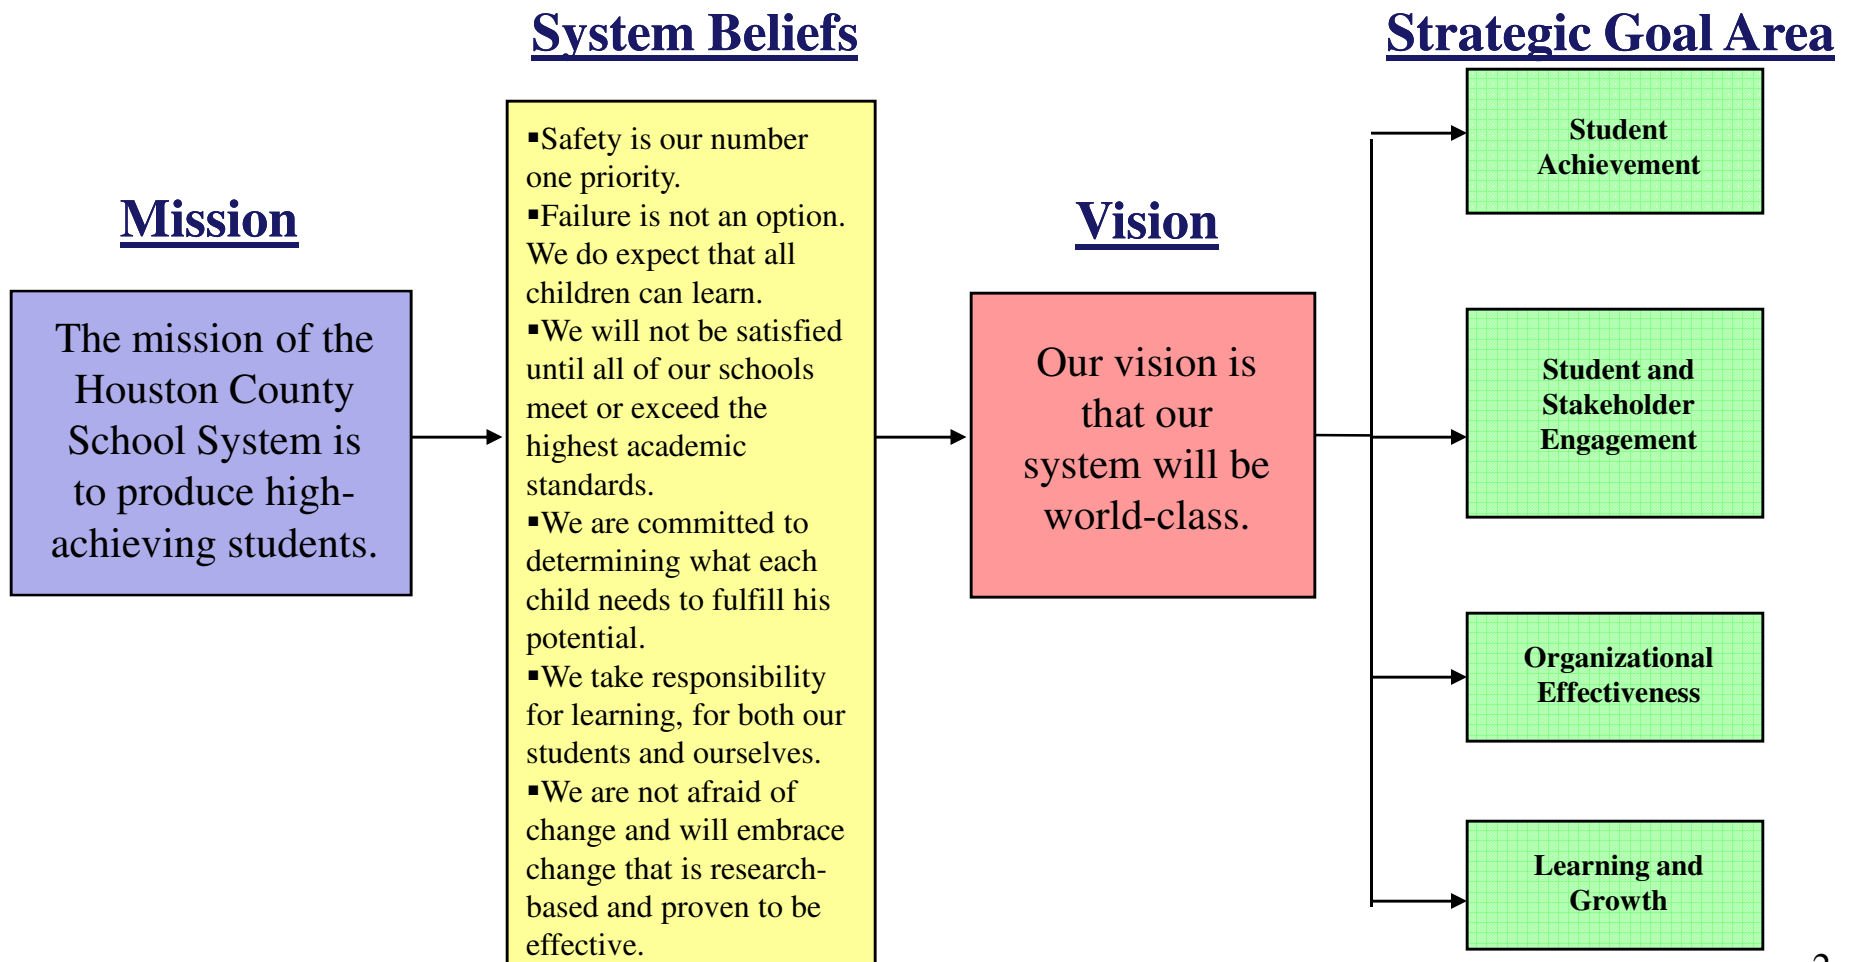 System Beliefs
Strategic Goal Area
Mission
Vision
The mission of the
Houston County
School System is
to produce high-
achieving students.
▪Safety is our number
one priority.
▪Failure is not an option.
We do expect that all
children can learn.
▪We will not be satisfied
until all of our schools
meet or exceed the
highest academic
standards.
▪We are committed to
determining what each
child needs to fulfill his
potential.
▪We take responsibility
for learning, for both our
students and ourselves.
▪We are not afraid of
change and will embrace
change that is research-
based and proven to be
effective.
Our vision is
that our
system will be
world-class.
Student
Achievement
Student and
Stakeholder
Engagement
Organizational
Effectiveness
Learning and
Growth